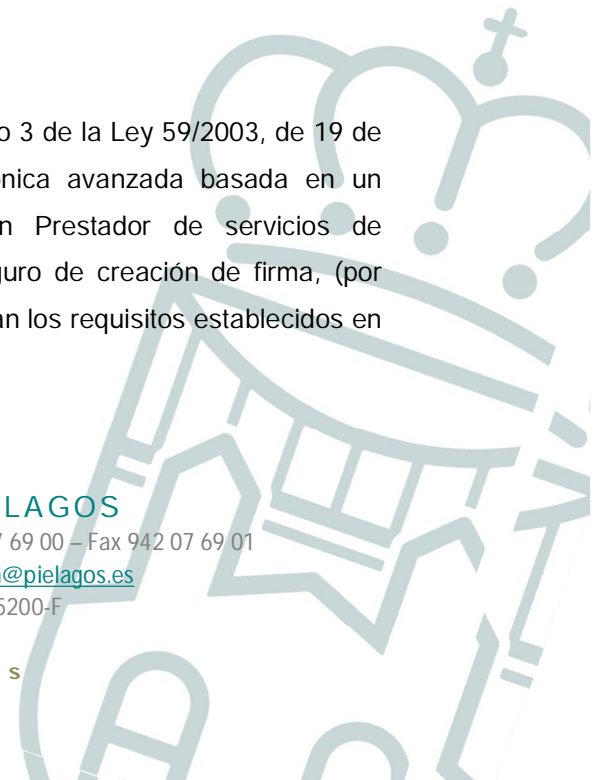 o 3 de la Ley 59/2003, de 19 de
ónica avanzada basada en un
n Prestador de servicios de
guro de creación de firma, (por
an los requisitos establecidos en
LAGOS
7 69 00 – Fax 942 07 69 01
@pielagos.es
5200-F
s